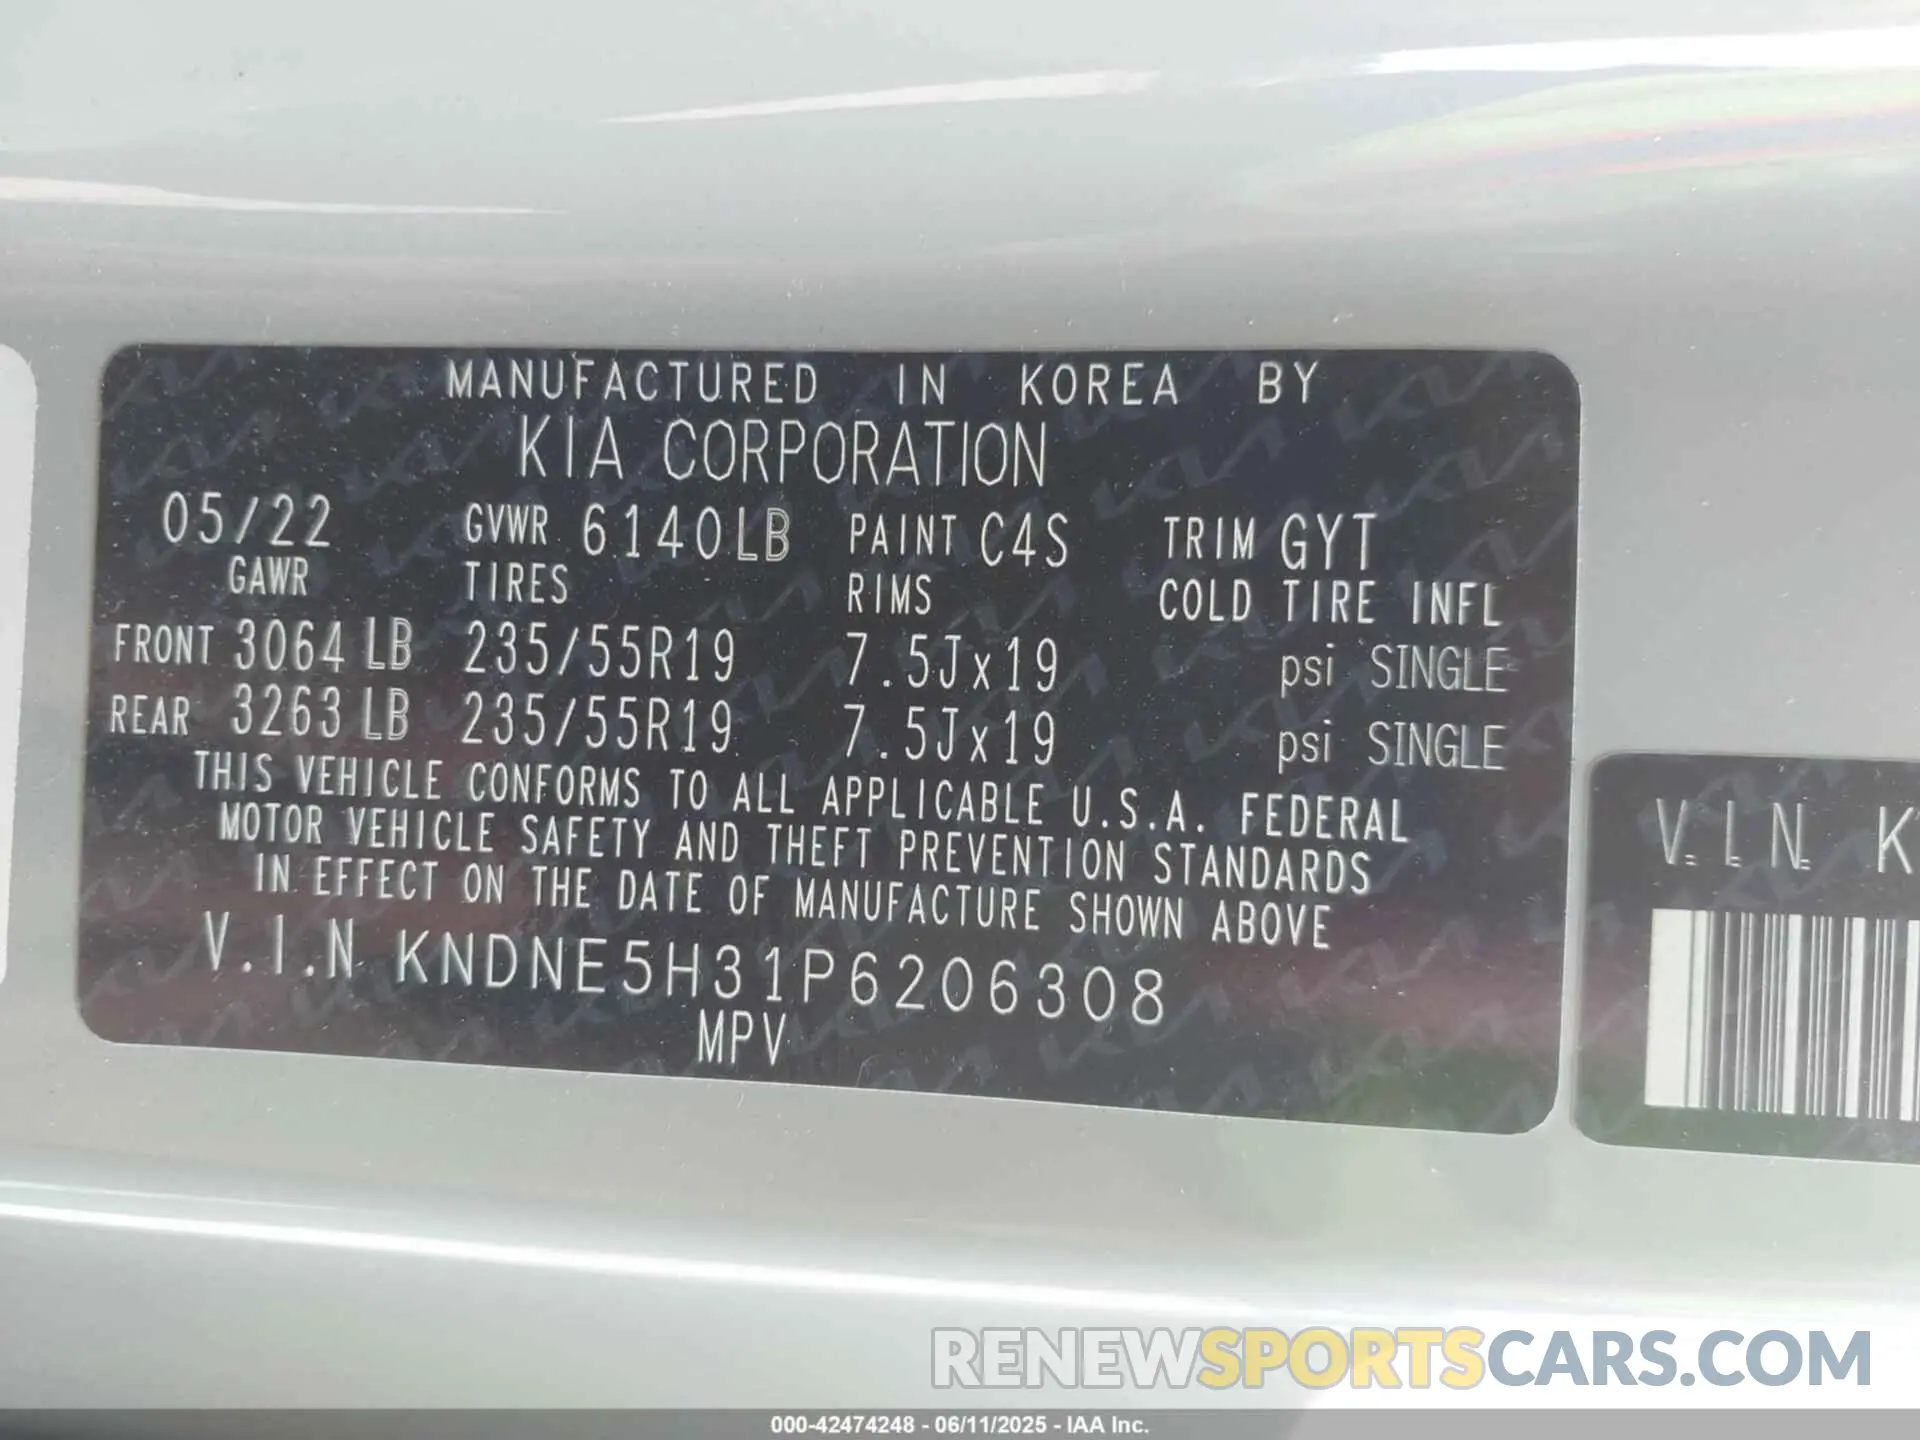 MANUFACTURED IN KOREA BY
KIA CORPORATION
05/22 GVWR 6140LB PAINT C4S TRIM GYT
GAWR TIRES RIMS COLD TIRE INFL
FRONT 3064 LB 235/55R19 7.5Jx19 psi SINGLE
REAR 3263 LB 235/55R19 7.5Jx19 psi SINGLE
THIS VEHICLE CONFORMS TO ALL APPLICABLE U.S.A. FEDERAL
MOTOR VEHICLE SAFETY AND THEFT PREVENTION STANDARDS
IN EFFECT ON THE DATE OF MANUFACTURE SHOWN ABOVE
V.I.N KNDNE5H31P6206308
MPV
V.I.N. K
RENEWSPORTSCARS.COM
000-42474248 - 06/11/2025 - IAA Inc.